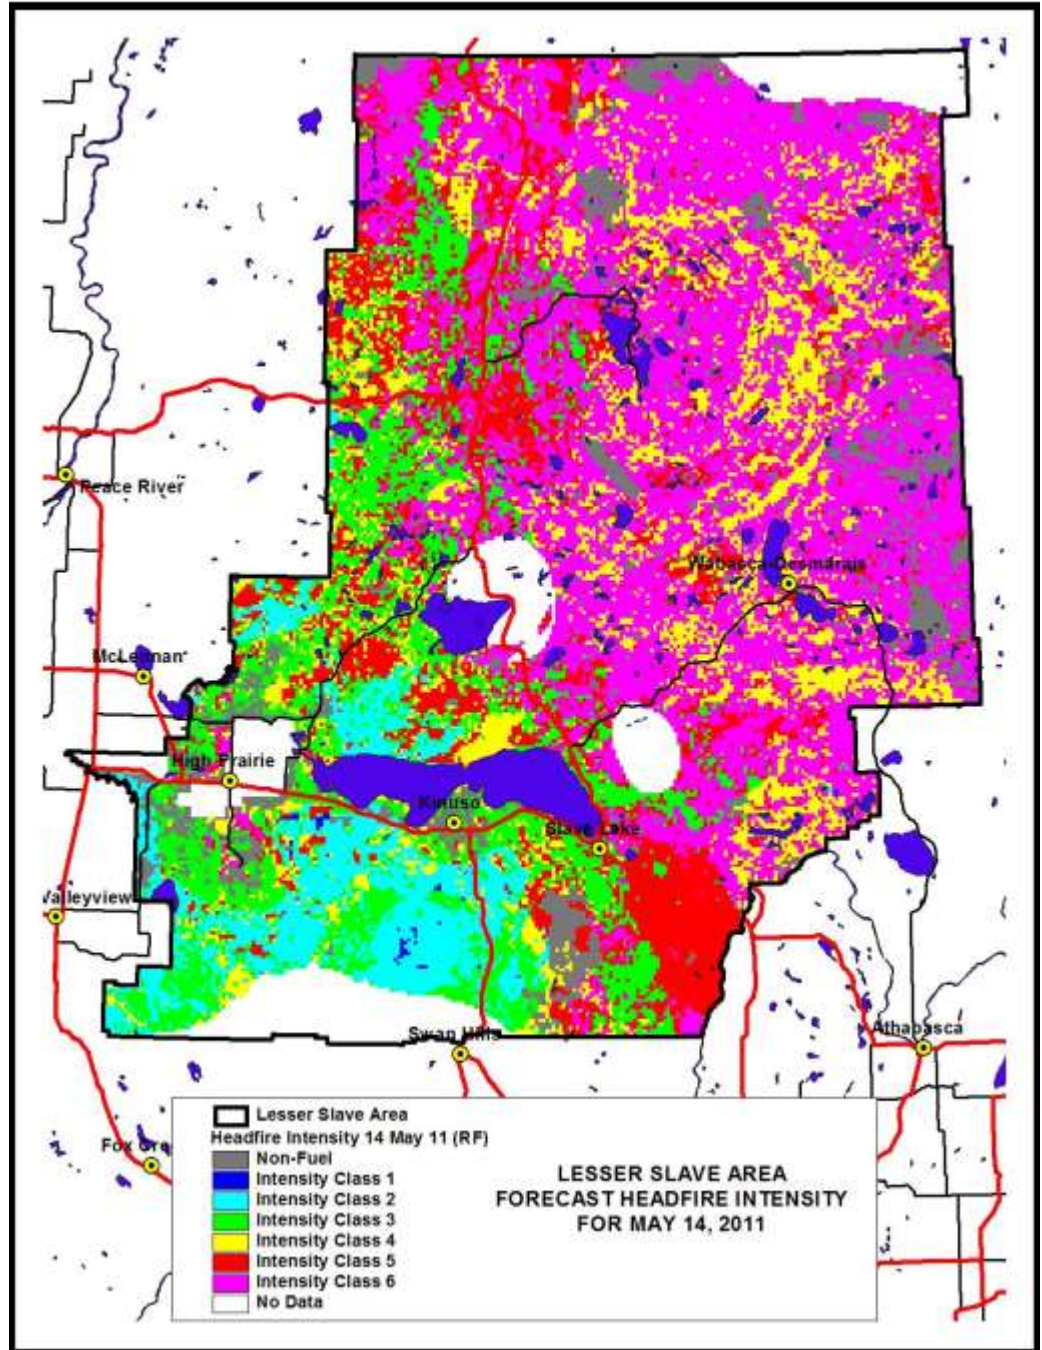 Peace River
Wabasca-Desmarais
McLennan
High Prairie
Kinuso
Slave Lake
Valleyview
Swan Hills
Athabasca
Lesser Slave Area
Headfire Intensity 14 May 11 (RF)
Fox Cre
Non-Fuel
Intensity Class 1
Intensity Class 2
Intensity Class 3
Intensity Class 4
Intensity Class 5
Intensity Class 6
No Data
LESSER SLAVE AREA
FORECAST HEADFIRE INTENSITY
FOR MAY 14, 2011